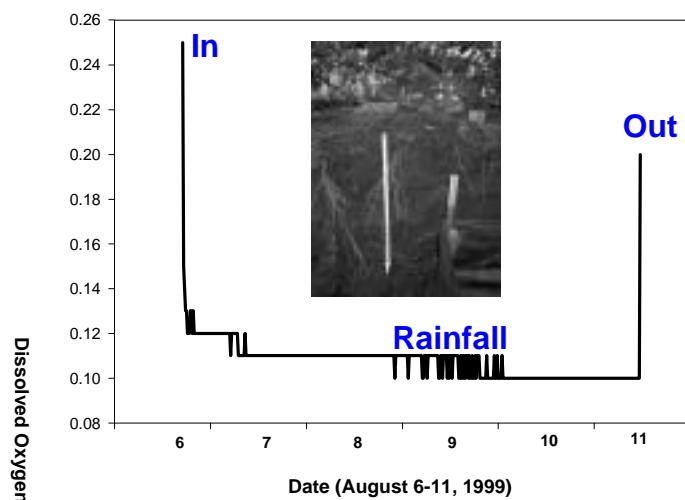 0.26
0.24
0.22
0.20
0.18
0.16
0.14
0.12
0.10
0.08
In
Out
Rainfall
6 7 8 9 10 11
Date (August 6-11, 1999)
Dissolved Oxygen